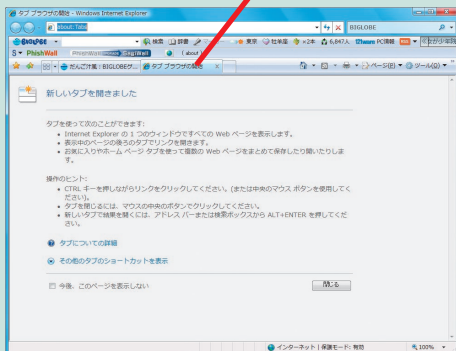 タブ ブラウザの開始 - Windows Internet Explorer
about:Tabs
BIGLOBE
BIGLOBE
検索
辞書
東京
×2本
6,847人
PC情報
PhishWall
PhishWall
( about )
だんご汁風：BIGLOBEウ...
タブ ブラウザの開始
ページ(P)
ツール(O)
新しいタブを開きました
タブを使って次のことができます:
Internet Explorer の 1 つのウィンドウですべての Web ページを表示します。
表示中のページの後ろのタブでリンクを開きます。
お気に入りやホーム ページ タブを使って複数の Web ページをまとめて保存したり開いたりしま
す。
操作のヒント:
CTRL キーを押しながらリンクをクリックしてください。(または中央のマウス ボタンを使用してく
ださい)。
タブを閉じるには、マウスの中央のボタンでクリックしてください。
新しいタブで結果を開くには、アドレス バーまたは検索ボックスから ALT+ENTER を押してくだ
さい。
タブについての詳細
その他のタブのショートカットを表示
今後、このページを表示しない
閉じる
インターネット | 保護モード: 有効
100%